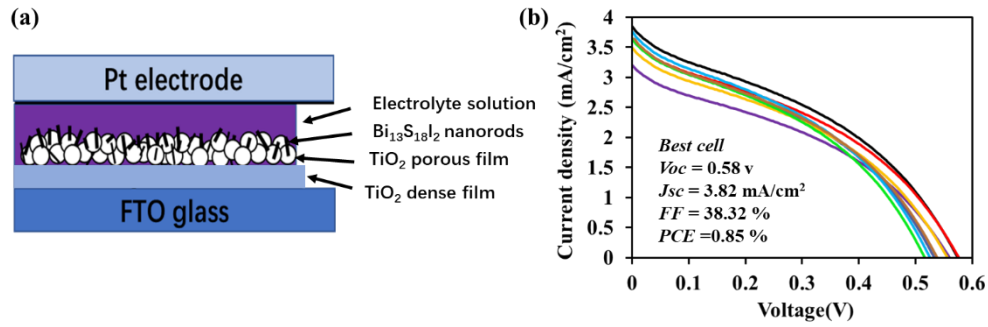 (a)
Pt electrode
Electrolyte solution
Bi₁₃S₁₈I₂ nanorods
TiO₂ porous film
TiO₂ dense film
FTO glass
(b)
Current density (mA/cm²)
4
3.5
3
2.5
2
1.5
1
0.5
0
Best cell
Voc = 0.58 v
Jsc = 3.82 mA/cm²
FF = 38.32 %
PCE =0.85 %
0 0.1 0.2 0.3 0.4 0.5 0.6
Voltage(V)